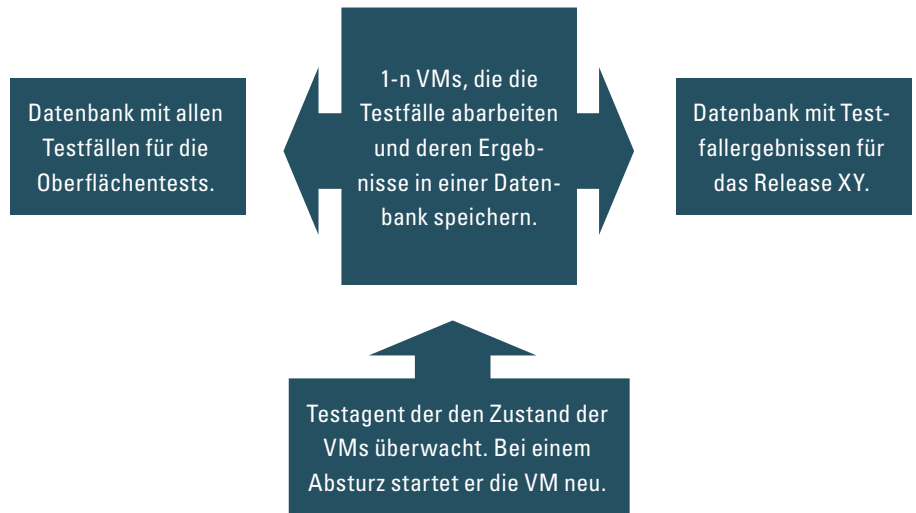 Datenbank mit allen
Testfällen für die
Oberflächentests.
1-n VMs, die die
Testfälle abarbeiten
und deren Ergeb-
nisse in einer Daten-
bank speichern.
Datenbank mit Test-
fallergebnissen für
das Release XY.
Testagent der den Zustand der
VMs überwacht. Bei einem
Absturz startet er die VM neu.